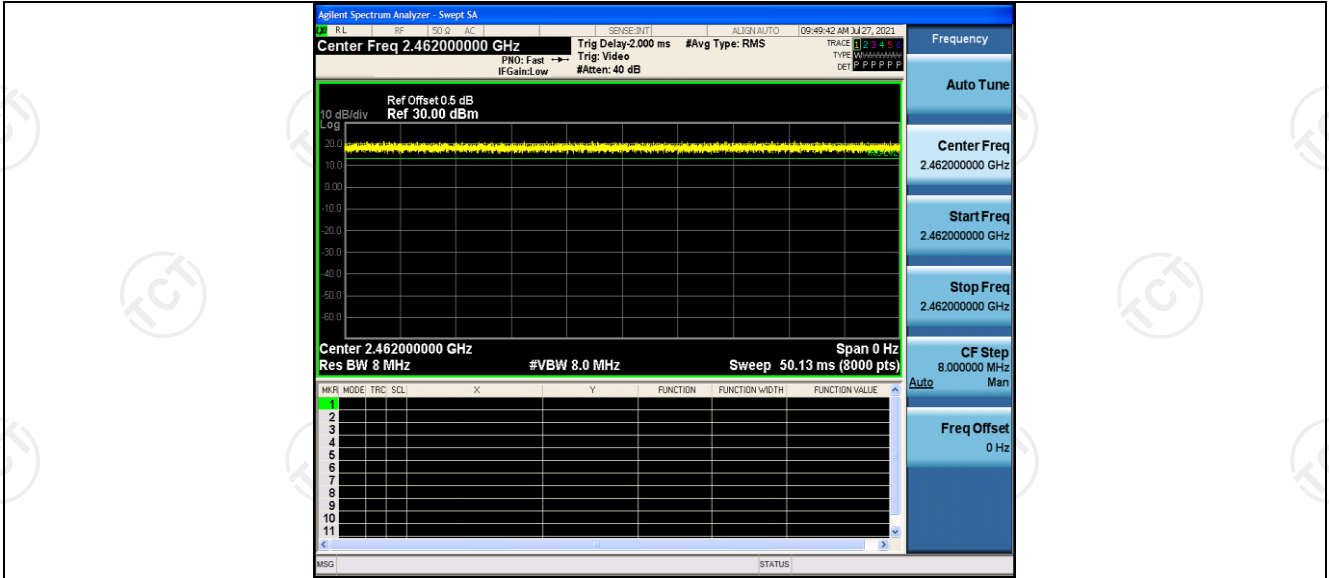 Agilent Spectrum Analyzer - Swept SA
RL RF 50 Ω AC SENSE:INT ALIGN AUTO 09:49:42 AM Jul 27, 2021
Center Freq 2.462000000 GHz
PNO: Fast
IFGain:Low
Trig Delay-2.000 ms
Trig: Video
#Atten: 40 dB
#Avg Type: RMS
TRACE 1 2 3 4 5 6
TYPE
DET P P P P P P
Ref Offset 0.5 dB
10 dB/div Ref 30.00 dBm
Log
20.0
10.0
0.00
-10.0
-20.0
-30.0
-40.0
-50.0
-60.0
Center 2.462000000 GHz Span 0 Hz
Res BW 8 MHz #VBW 8.0 MHz Sweep 50.13 ms (8000 pts)
MKR MODE TRC SCL X Y FUNCTION FUNCTION WIDTH FUNCTION VALUE
1
2
3
4
5
6
7
8
9
10
11
MSG STATUS
Frequency
Auto Tune
Center Freq
2.462000000 GHz
Start Freq
2.462000000 GHz
Stop Freq
2.462000000 GHz
CF Step
8.000000 MHz
Auto Man
Freq Offset
0 Hz
TCT
TCT